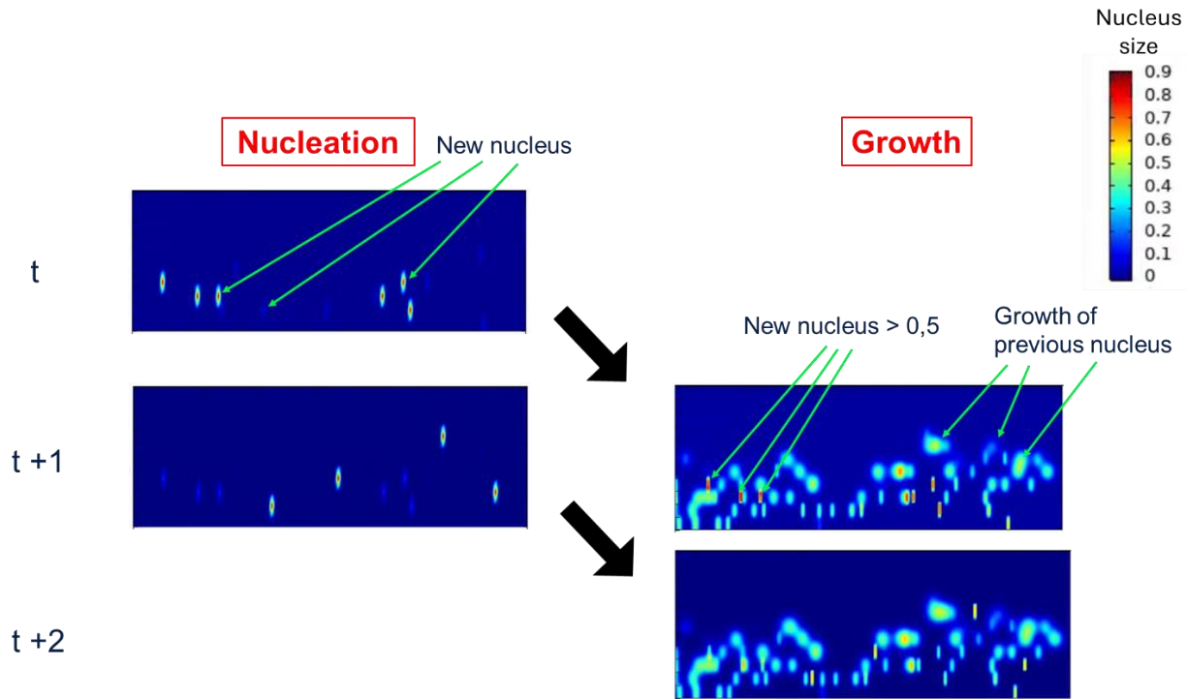 Nucleus
size
0.9
0.8
0.7
0.6
0.5
0.4
0.3
0.2
0.1
0
Nucleation
New nucleus
Growth
t
New nucleus > 0,5
Growth of
previous nucleus
t +1
t +2